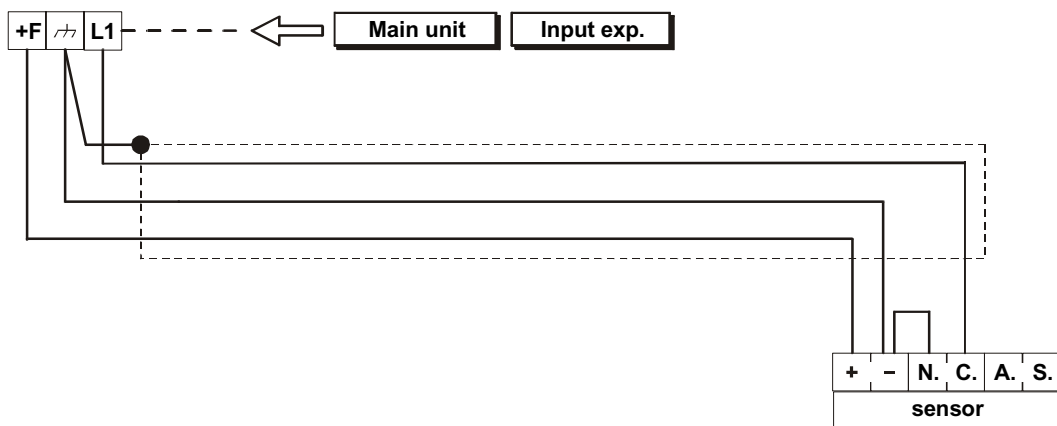 +F L1 Main unit Input exp.
+ − N. C. A. S.
sensor